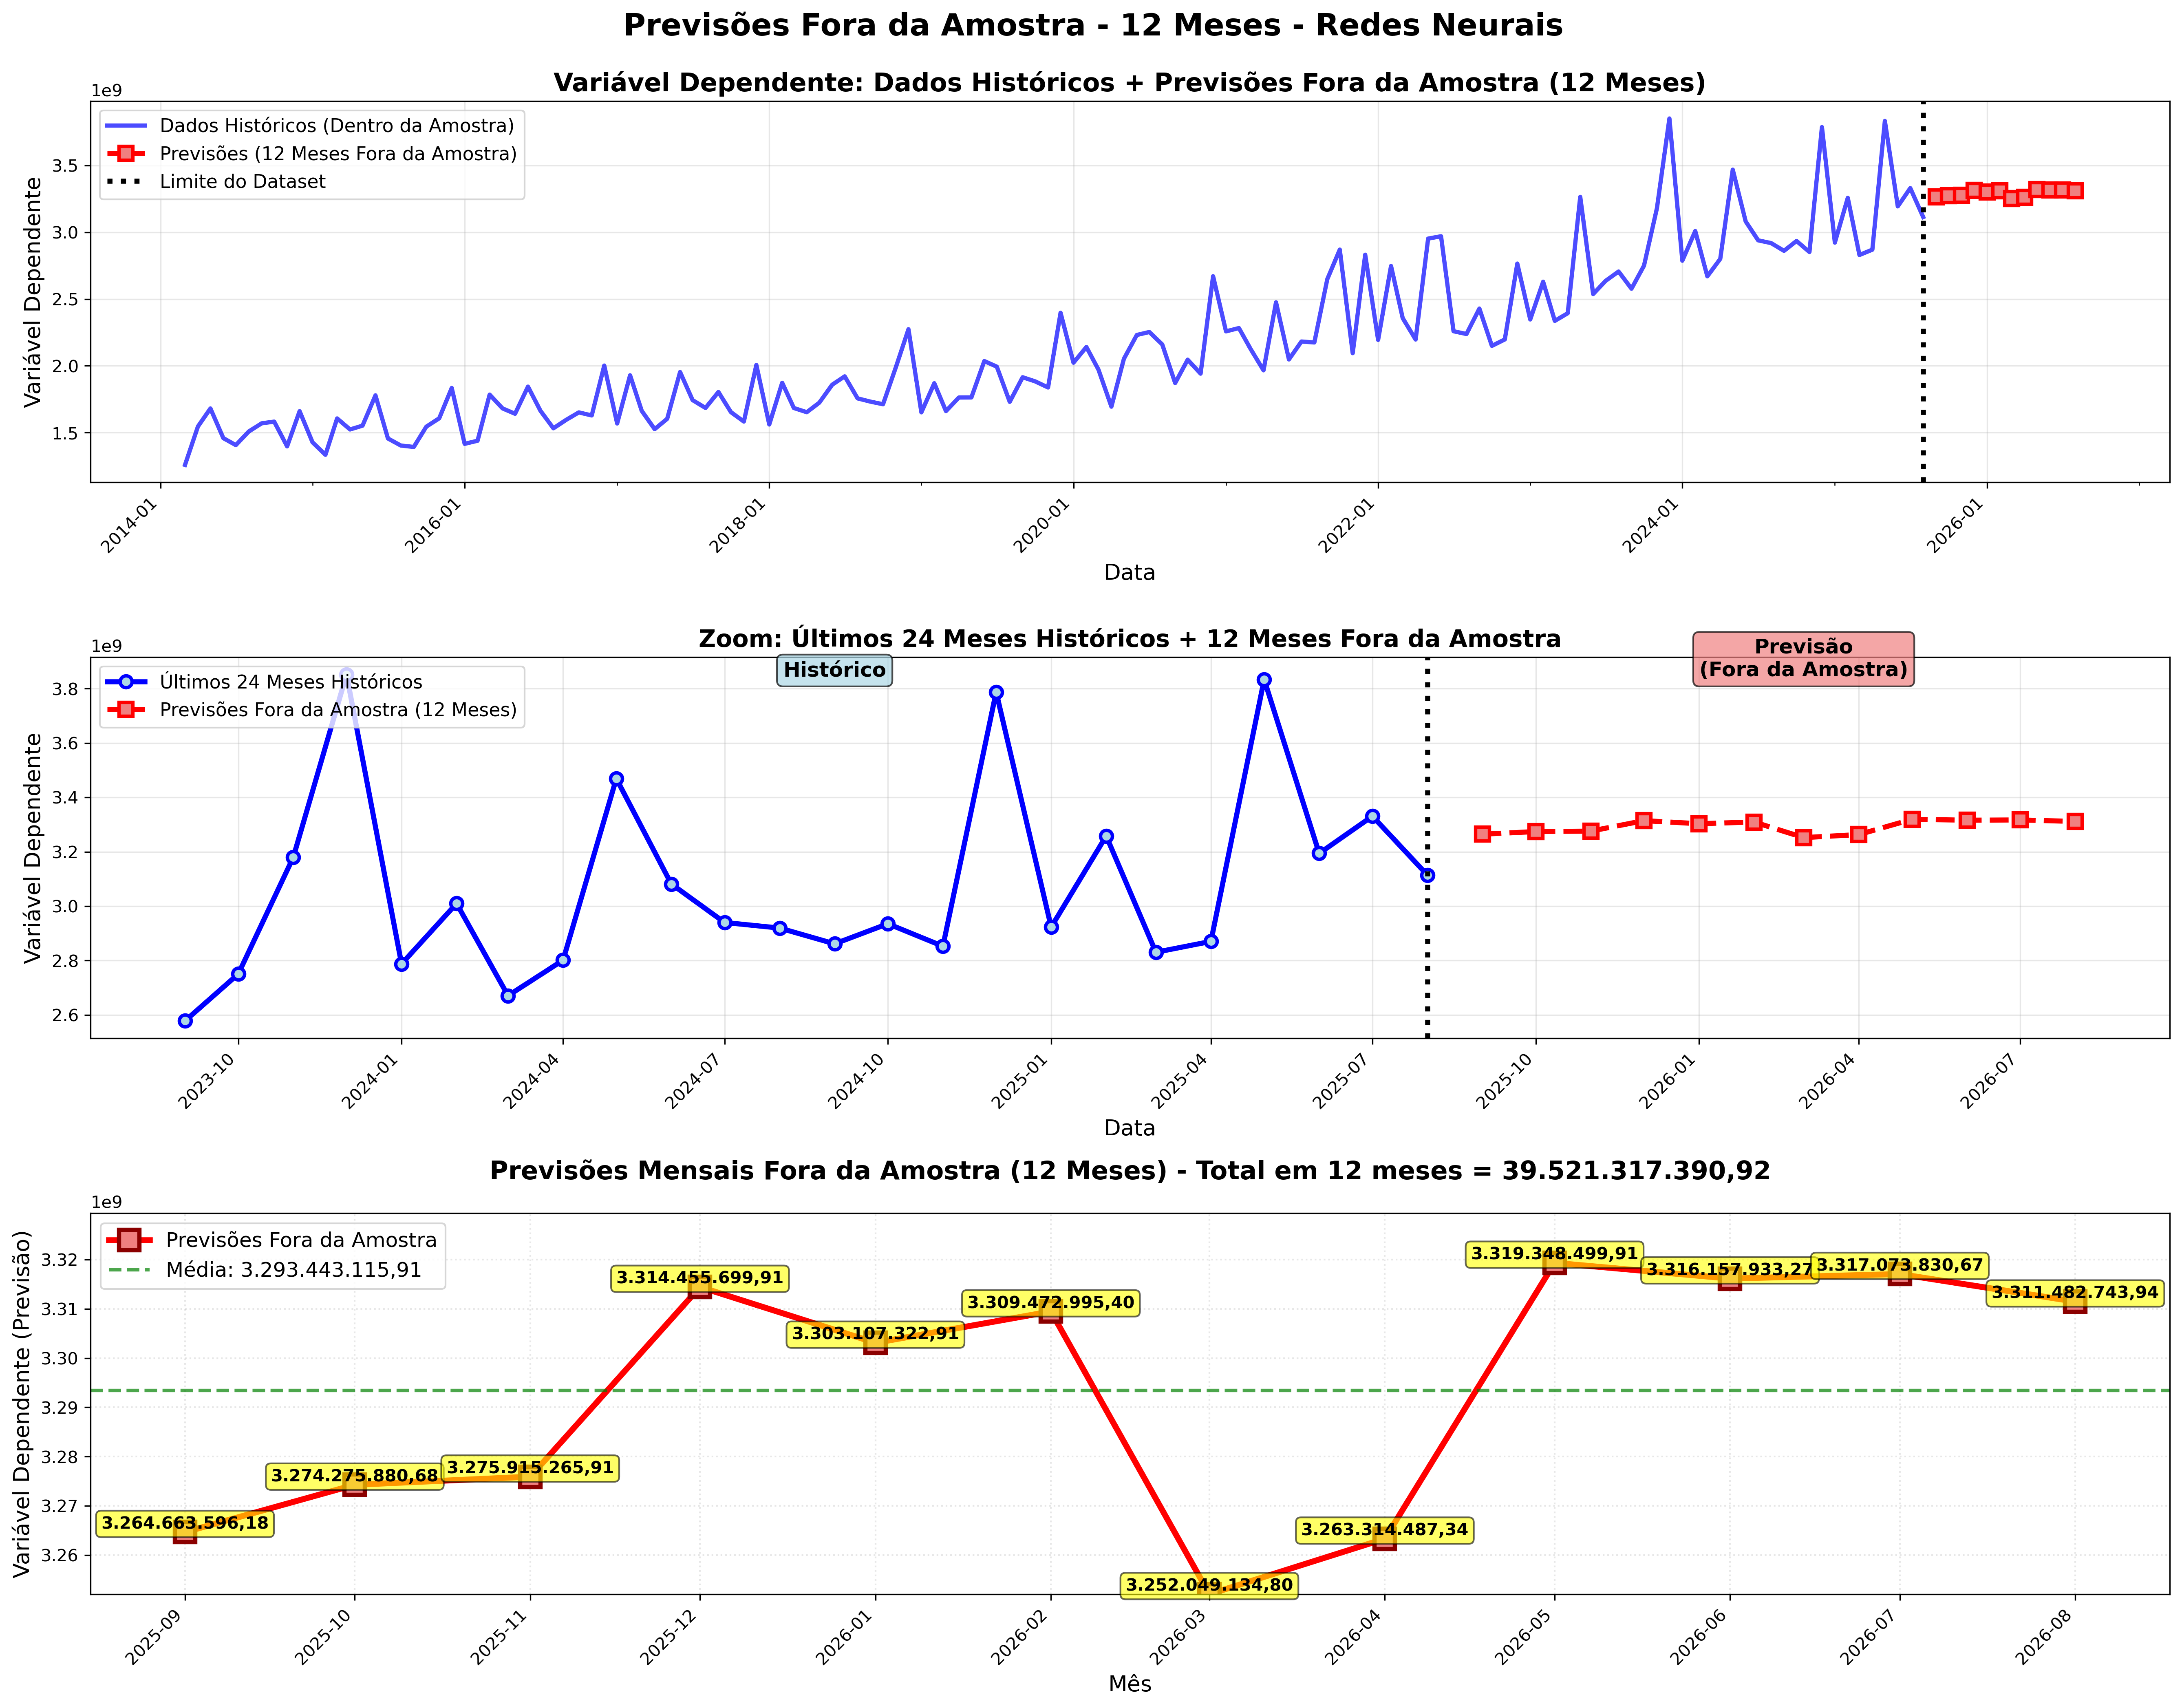 Previsões Fora da Amostra - 12 Meses - Redes Neurais
Variável Dependente: Dados Históricos + Previsões Fora da Amostra (12 Meses)
1e9
Dados Históricos (Dentro da Amostra)
Previsões (12 Meses Fora da Amostra)
Limite do Dataset
Variável Dependente
3.5
3.0
2.5
2.0
1.5
2014-01
2016-01
2018-01
2020-01
2022-01
2024-01
2026-01
Data
Zoom: Últimos 24 Meses Históricos + 12 Meses Fora da Amostra
1e9
Últimos 24 Meses Históricos
Previsões Fora da Amostra (12 Meses)
Histórico
Previsão
(Fora da Amostra)
Variável Dependente
3.8
3.6
3.4
3.2
3.0
2.8
2.6
2023-10
2024-01
2024-04
2024-07
2024-10
2025-01
2025-04
2025-07
2025-10
2026-01
2026-04
2026-07
Data
Previsões Mensais Fora da Amostra (12 Meses) - Total em 12 meses = 39.521.317.390,92
1e9
Previsões Fora da Amostra
Média: 3.293.443.115,91
Variável Dependente (Previsão)
3.32
3.31
3.30
3.29
3.28
3.27
3.26
3.264.663.596,18
3.274.275.880,68
3.275.915.265,91
3.314.455.699,91
3.303.107.322,91
3.309.472.995,40
3.252.049.134,80
3.263.314.487,34
3.319.348.499,91
3.316.157.933,27
3.317.073.830,67
3.311.482.743,94
2025-09
2025-10
2025-11
2025-12
2026-01
2026-02
2026-03
2026-04
2026-05
2026-06
2026-07
2026-08
Mês